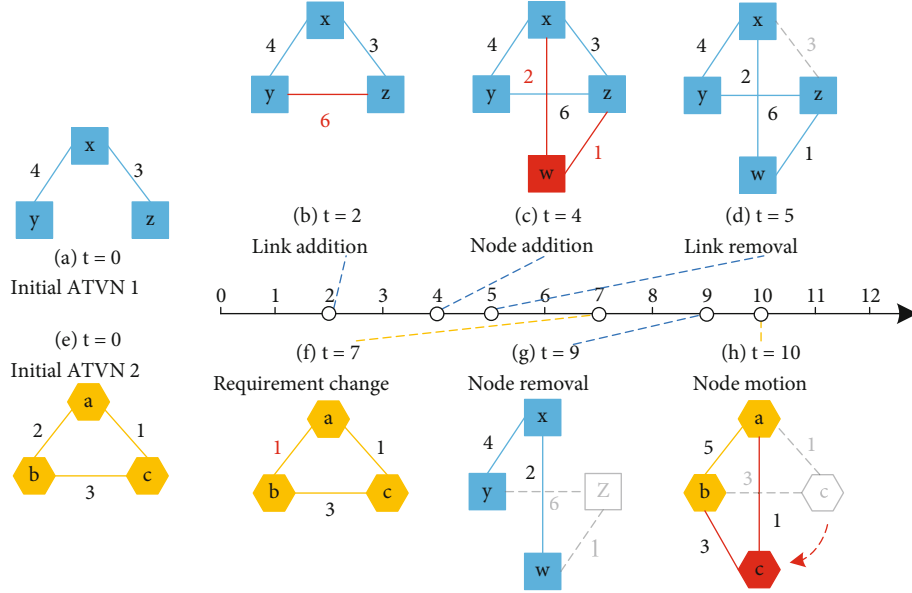 x
4
3
y
z
(a) t = 0
Initial ATVN 1
x
4
3
y
z
6
(b) t = 2
Link addition
x
4
3
2
y
z
6
1
w
(c) t = 4
Node addition
x
4
3
2
y
z
6
1
w
(d) t = 5
Link removal
0 1 2 3 4 5 6 7 8 9 10 11 12
(e) t = 0
Initial ATVN 2
a
2
1
b
c
3
(f) t = 7
Requirement change
a
1
1
b
c
3
(g) t = 9
Node removal
x
4
2
y
Z
6
1
w
(h) t = 10
Node motion
a
5
1
b
3
c
1
3
c